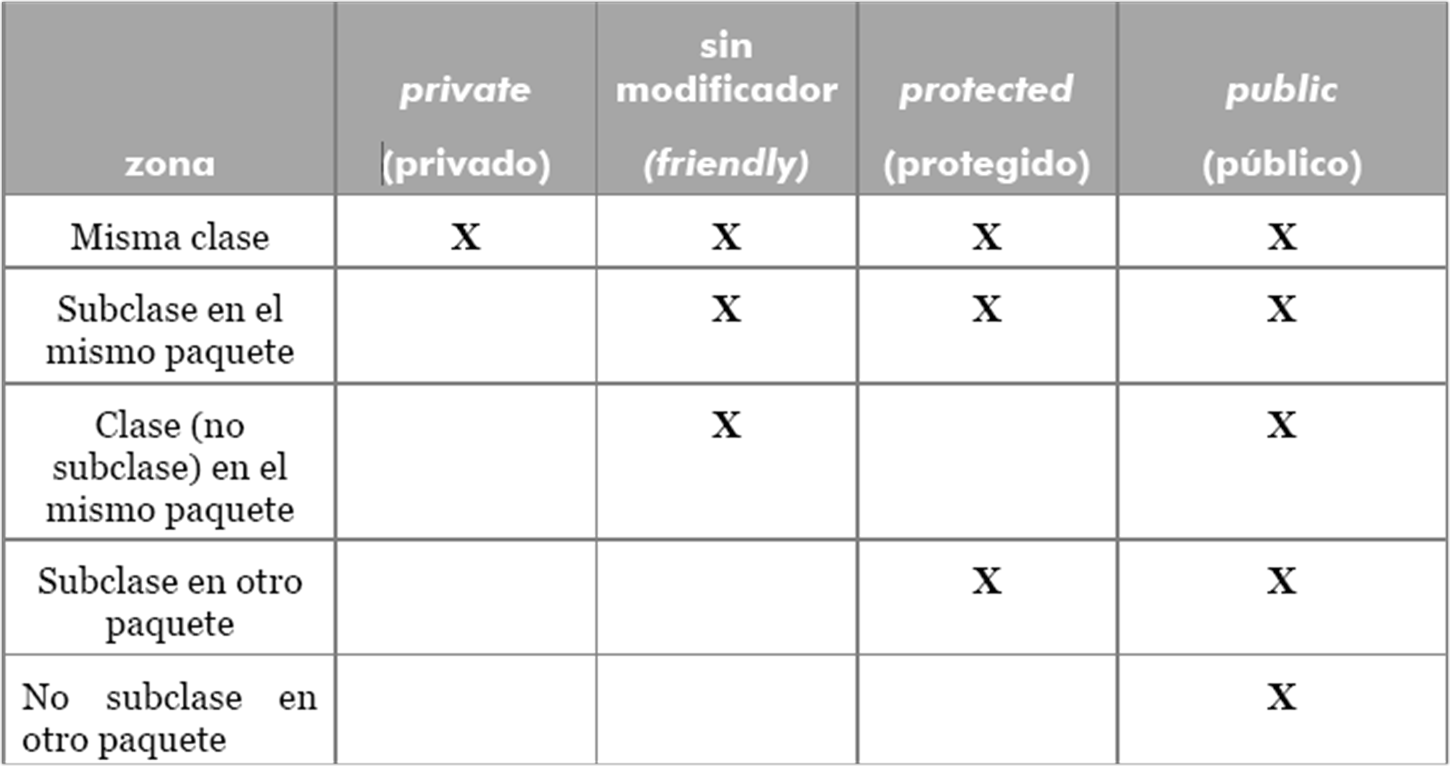 zona
private
(privado)
sin
modificador
(friendly)
protected
(protegido)
public
(público)
Misma clase X X X X
Subclase en el X X X
mismo paquete
Clase (no X X
subclase) en el
mismo paquete
Subclase en otro X X
paquete
No subclase en X
otro paquete